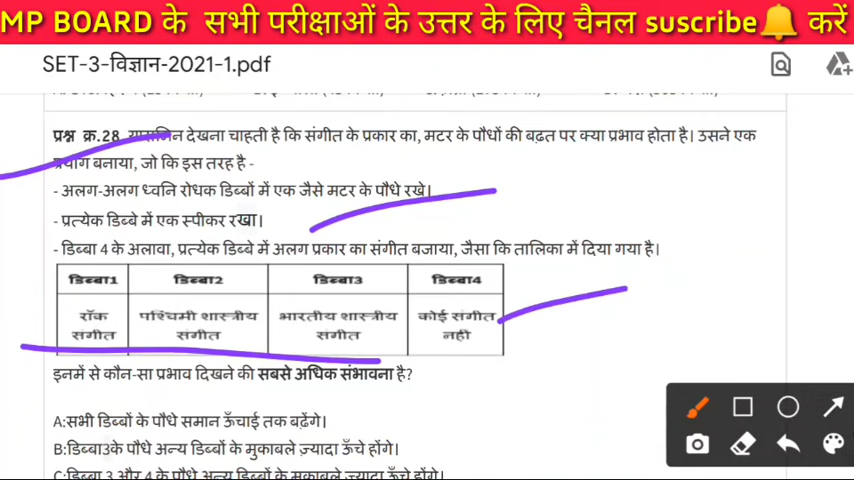 MP BOARD के सभी परीक्षाओं के उत्तर के लिए चैनल suscribe🔔 करें
SET-3-विज्ञान-2021-1.pdf
प्रश्न क्र.28 देखना चाहती है कि संगीत के प्रकार का, मटर के पौधों की बढ़त पर क्या प्रभाव होता है। उसने एक
प्रयोग बनाया, जो कि इस तरह है -
- अलग-अलग ध्वनि रोधक डिब्बों में एक जैसे मटर के पौधे रखे।
- प्रत्येक डिब्बे में एक स्पीकर रखा।
- डिब्बा 4 के अलावा, प्रत्येक डिब्बे में अलग प्रकार का संगीत बजाया, जैसा कि तालिका में दिया गया है।
डिब्बा1 डिब्बा2 डिब्बा3 डिब्बा4
रॉक पश्चिमी शास्त्रीय भारतीय शास्त्रीय कोई संगीत
संगीत संगीत संगीत नही
इनमें से कौन-सा प्रभाव दिखने की सबसे अधिक संभावना है?
A:सभी डिब्बों के पौधे समान ऊँचाई तक बढ़ेंगे।
B:डिब्बा3के पौधे अन्य डिब्बों के मुकाबले ज़्यादा ऊँचे होंगे।
C:डिब्बा 3 और 4 के पौधे अन्य डिब्बों के मुकाबले ज़्यादा ऊँचे होंगे।